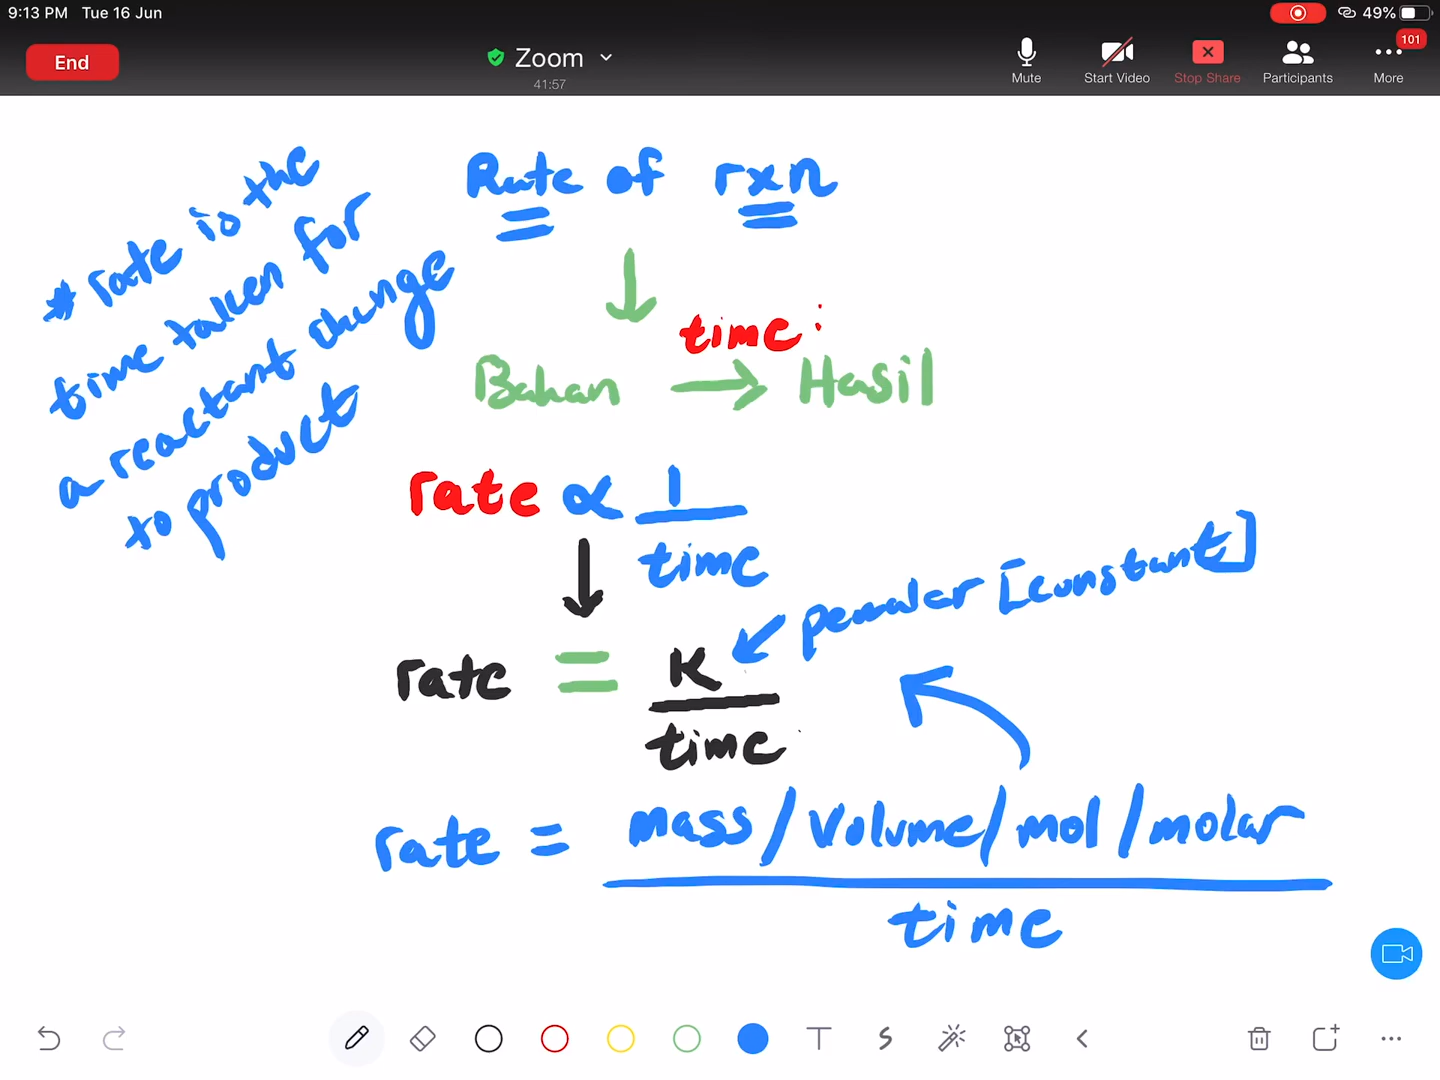 9:13 PM Tue 16 Jun
49%
End
Zoom
41:57
Mute
Start Video
Stop Share
Participants
More
101
Rate of rxn
* rate is the
time taken for
a reactant change
to product
time:
Bahan → Hasil
rate ∝ 1
time
rate = K
time
pemalar [constant]
rate = mass/volume/mol/molar
time
T